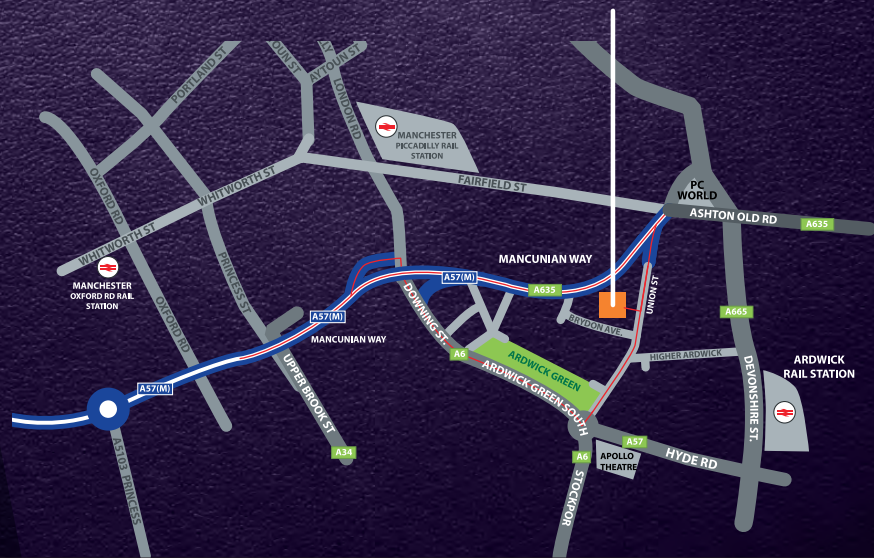 PORTLAND ST
OUN ST
AYTOUN ST
LY
LONDON RD
MANCHESTER
PICCADILLY RAIL
STATION
FAIRFIELD ST
PC
WORLD
ASHTON OLD RD
A635
OXFORD RD
WHITWORTH ST
WHITWORTH ST
MANCHESTER
OXFORD RD RAIL
STATION
PRINCESS ST
OXFORD RD
MANCUNIAN WAY
A57(M)
A635
UNION ST
DOWNING ST.
BRYDON AVE.
A665
A57(M)
MANCUNIAN WAY
A6
ARDWICK GREEN
ARDWICK GREEN SOUTH
HIGHER ARDWICK
DEVONSHIRE ST.
ARDWICK
RAIL STATION
A57(M)
UPPER BROOK ST
A34
A5103 PRINCESS
A57
HYDE RD
A6
APOLLO
THEATRE
STOCKPOR